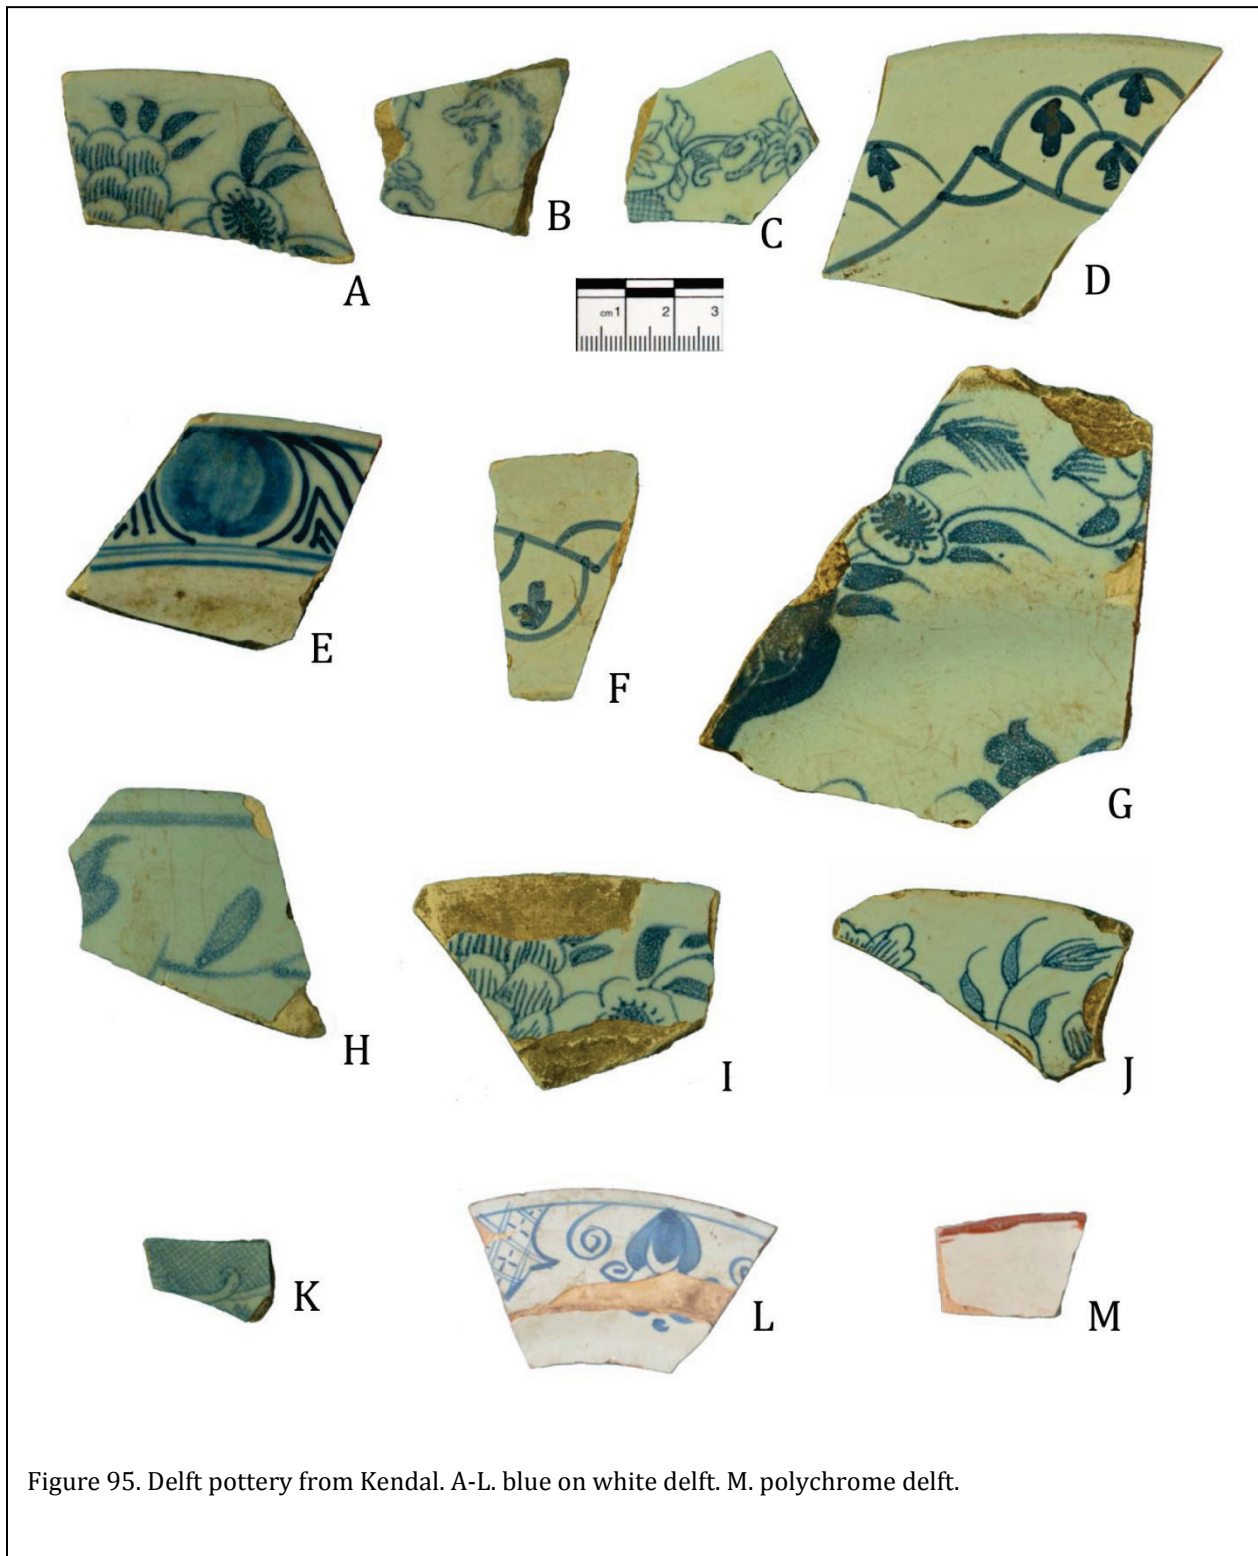 A
B
C
D
cm 1 2 3
E
F
G
H
I
J
K
L
M
Figure 95. Delft pottery from Kendal. A-L. blue on white delft. M. polychrome delft.